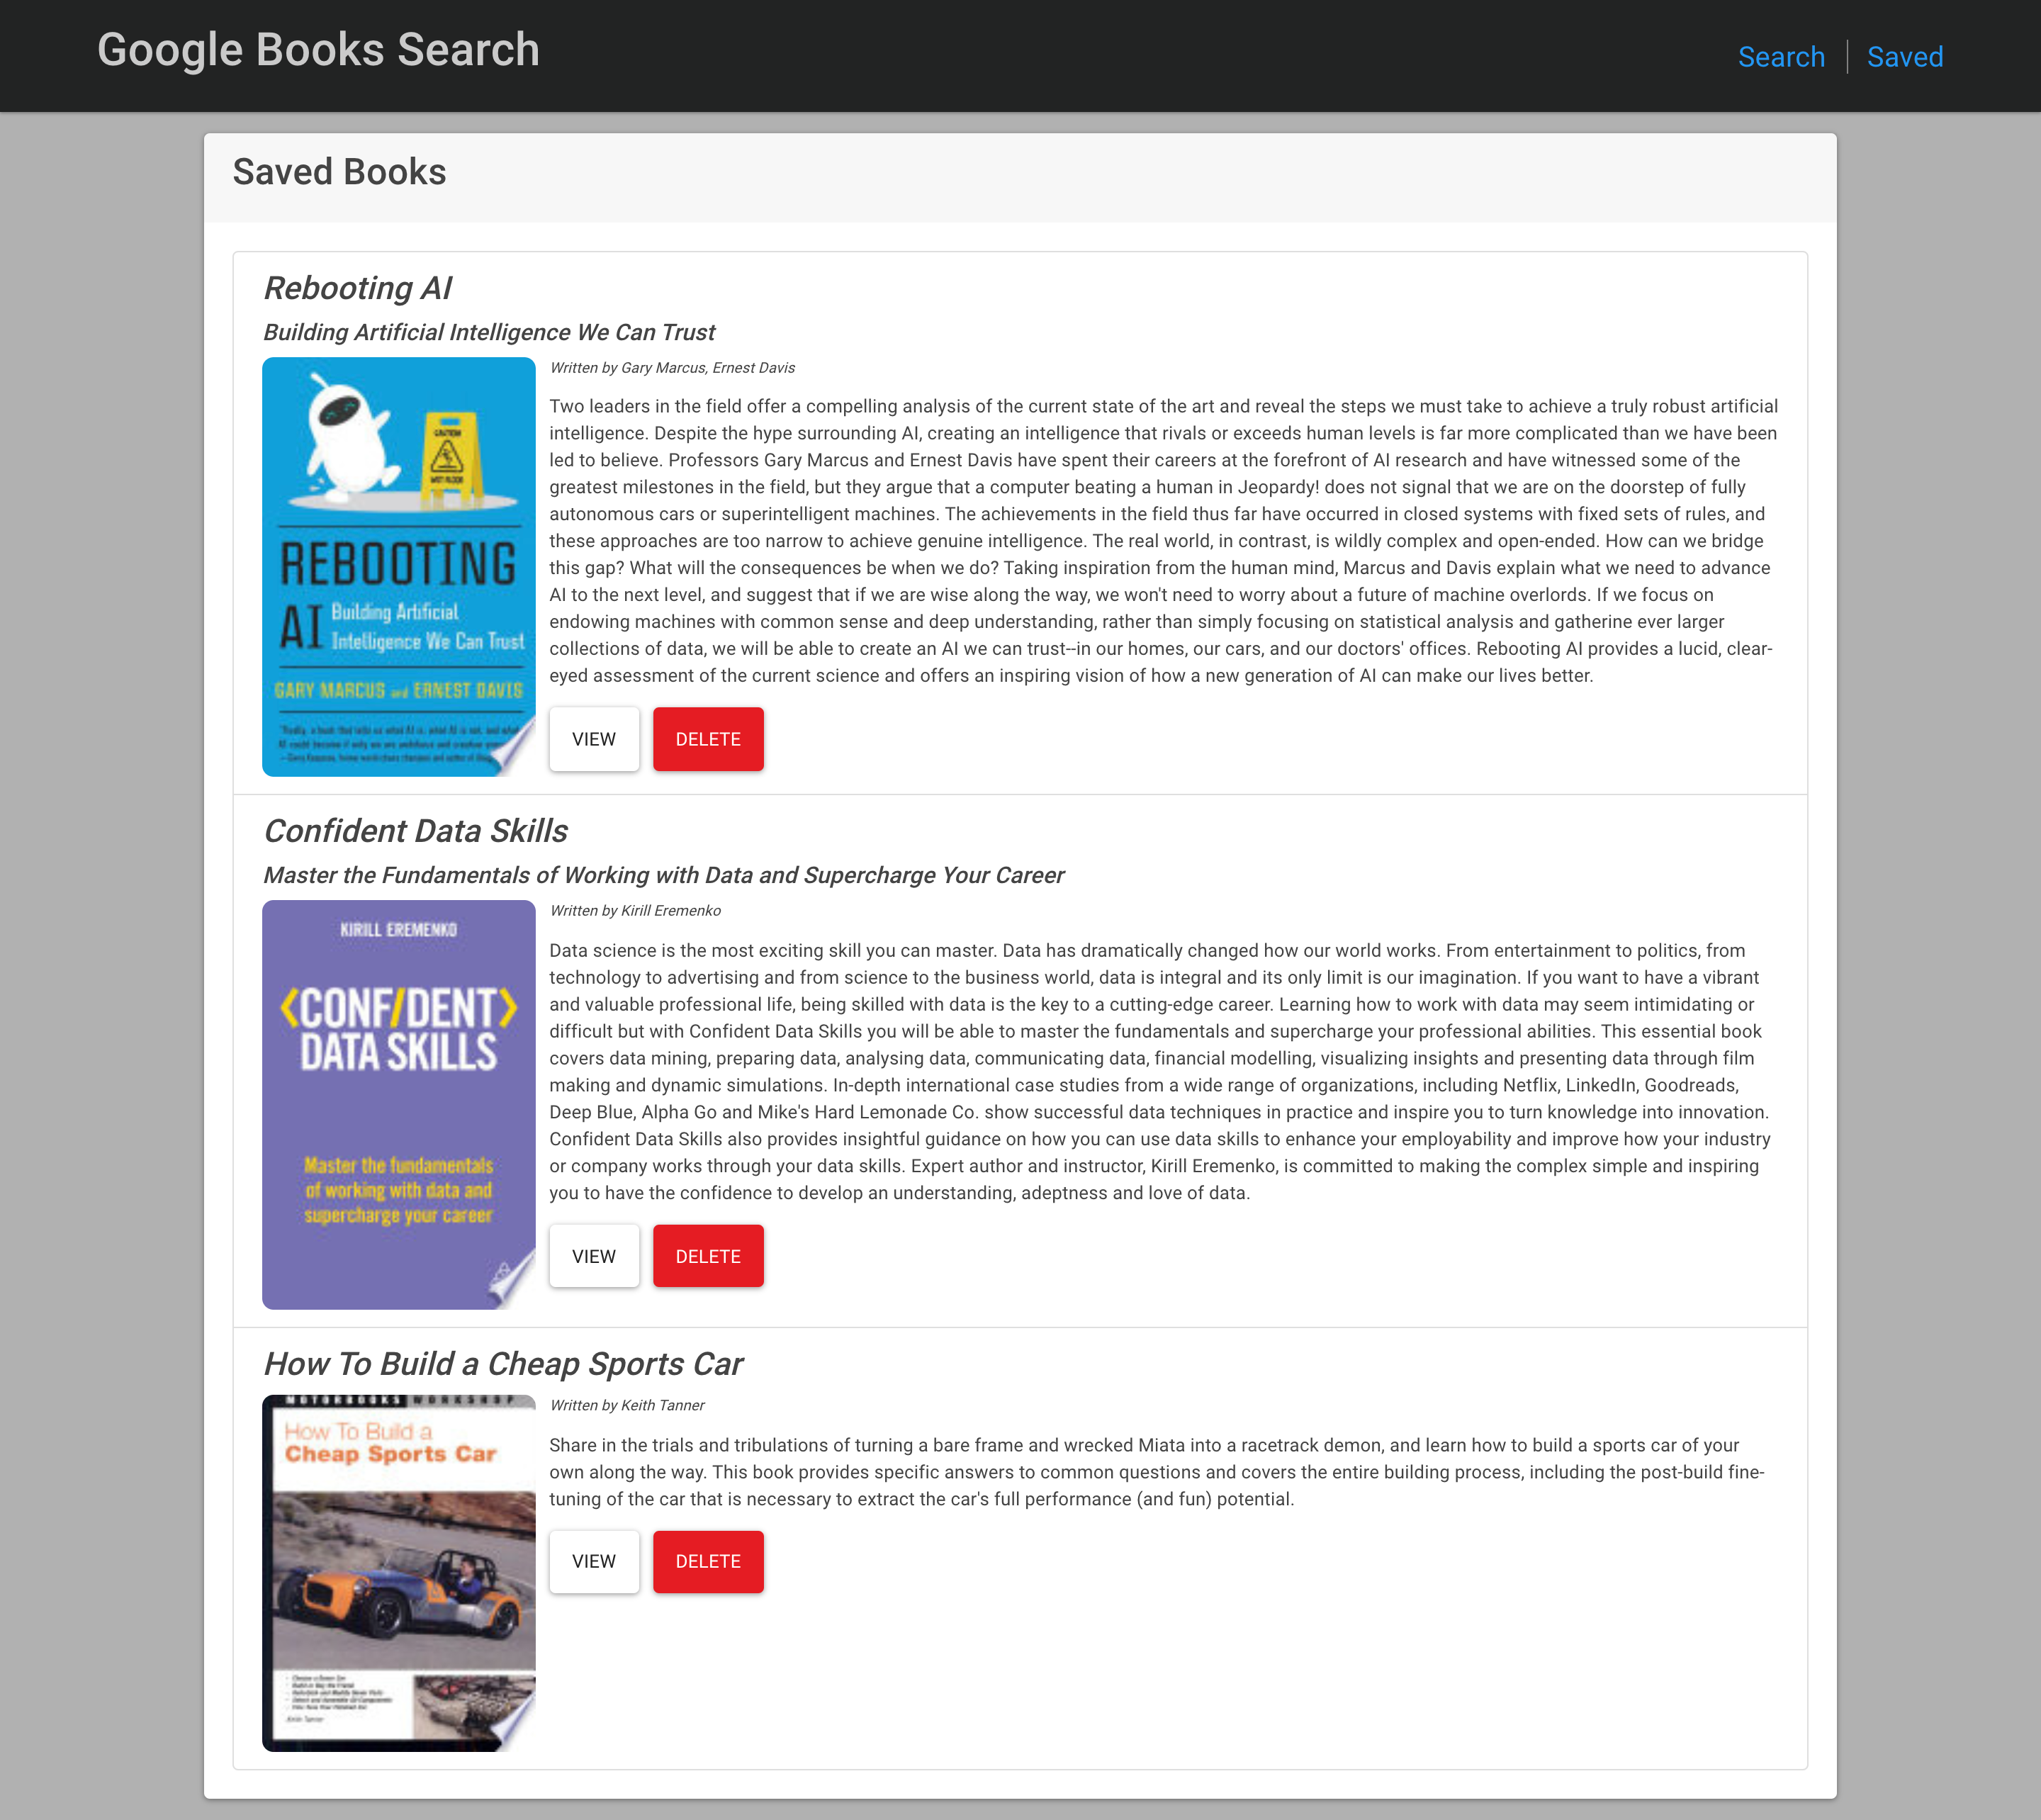 Google Books Search
Search
Saved
Saved Books
Rebooting AI
Building Artificial Intelligence We Can Trust
CAUTION
WET FLOOR
REBOOTING
AI Building Artificial
Intelligence We Can Trust
GARY MARCUS and ERNEST DAVIS
Written by Gary Marcus, Ernest Davis
Two leaders in the field offer a compelling analysis of the current state of the art and reveal the steps we must take to achieve a truly robust artificial
intelligence. Despite the hype surrounding AI, creating an intelligence that rivals or exceeds human levels is far more complicated than we have been
led to believe. Professors Gary Marcus and Ernest Davis have spent their careers at the forefront of AI research and have witnessed some of the
greatest milestones in the field, but they argue that a computer beating a human in Jeopardy! does not signal that we are on the doorstep of fully
autonomous cars or superintelligent machines. The achievements in the field thus far have occurred in closed systems with fixed sets of rules, and
these approaches are too narrow to achieve genuine intelligence. The real world, in contrast, is wildly complex and open-ended. How can we bridge
this gap? What will the consequences be when we do? Taking inspiration from the human mind, Marcus and Davis explain what we need to advance
AI to the next level, and suggest that if we are wise along the way, we won't need to worry about a future of machine overlords. If we focus on
endowing machines with common sense and deep understanding, rather than simply focusing on statistical analysis and gatherine ever larger
collections of data, we will be able to create an AI we can trust--in our homes, our cars, and our doctors' offices. Rebooting AI provides a lucid, clear-
eyed assessment of the current science and offers an inspiring vision of how a new generation of AI can make our lives better.
VIEW
DELETE
Confident Data Skills
Master the Fundamentals of Working with Data and Supercharge Your Career
KIRILL EREMENKO
<CONF/DENT>
DATA SKILLS
Master the fundamentals
of working with data and
supercharge your career
Written by Kirill Eremenko
Data science is the most exciting skill you can master. Data has dramatically changed how our world works. From entertainment to politics, from
technology to advertising and from science to the business world, data is integral and its only limit is our imagination. If you want to have a vibrant
and valuable professional life, being skilled with data is the key to a cutting-edge career. Learning how to work with data may seem intimidating or
difficult but with Confident Data Skills you will be able to master the fundamentals and supercharge your professional abilities. This essential book
covers data mining, preparing data, analysing data, communicating data, financial modelling, visualizing insights and presenting data through film
making and dynamic simulations. In-depth international case studies from a wide range of organizations, including Netflix, LinkedIn, Goodreads,
Deep Blue, Alpha Go and Mike's Hard Lemonade Co. show successful data techniques in practice and inspire you to turn knowledge into innovation.
Confident Data Skills also provides insightful guidance on how you can use data skills to enhance your employability and improve how your industry
or company works through your data skills. Expert author and instructor, Kirill Eremenko, is committed to making the complex simple and inspiring
you to have the confidence to develop an understanding, adeptness and love of data.
VIEW
DELETE
How To Build a Cheap Sports Car
MOTORBOOKS WORKSHOP
How To Build a
Cheap Sports Car
Keith Tanner
Written by Keith Tanner
Share in the trials and tribulations of turning a bare frame and wrecked Miata into a racetrack demon, and learn how to build a sports car of your
own along the way. This book provides specific answers to common questions and covers the entire building process, including the post-build fine-
tuning of the car that is necessary to extract the car's full performance (and fun) potential.
VIEW
DELETE